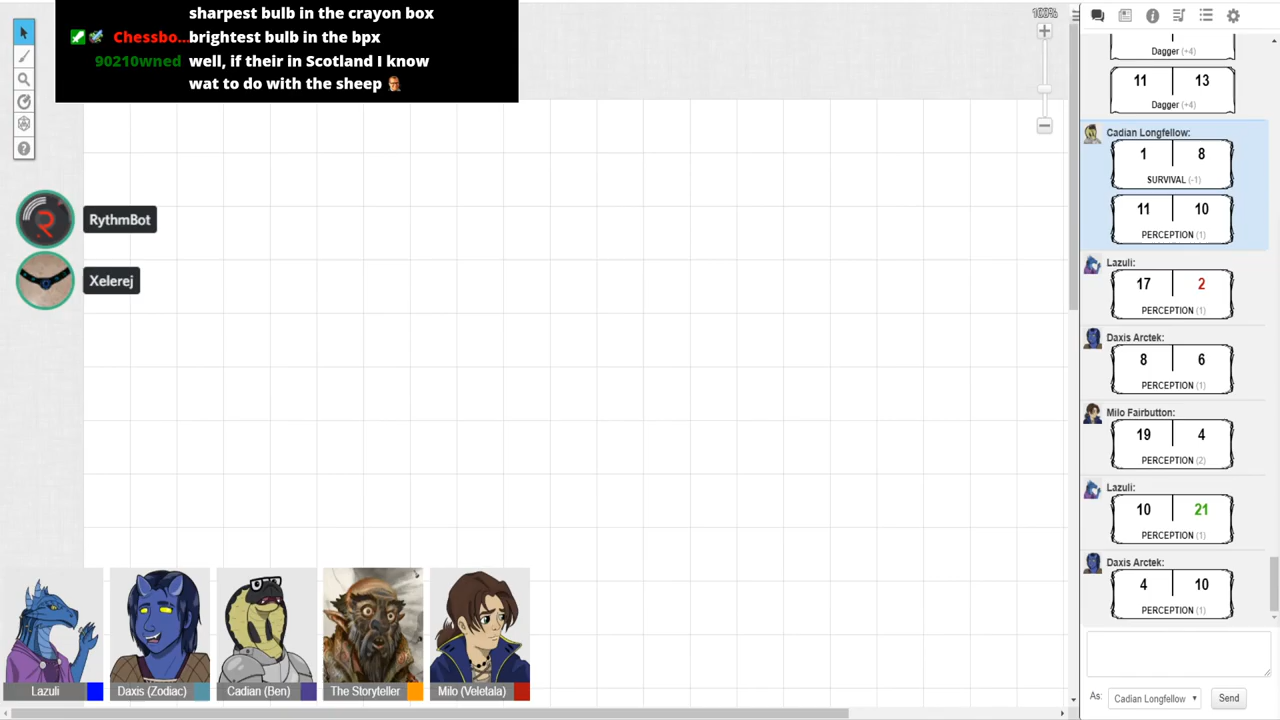 sharpest bulb in the crayon box
Chessbo... brightest bulb in the bpx
90210wned well, if their in Scotland I know
wat to do with the sheep
RythmBot
Xelerej
100%
Dagger (+4)
11 13
Dagger (+4)
Cadian Longfellow:
1 8
SURVIVAL (-1)
11 10
PERCEPTION (1)
Lazuli:
17 2
PERCEPTION (1)
Daxis Arctek:
8 6
PERCEPTION (1)
Milo Fairbutton:
19 4
PERCEPTION (2)
Lazuli:
10 21
PERCEPTION (1)
Daxis Arctek:
4 10
PERCEPTION (1)
As: Cadian Longfellow Send
Lazuli
Daxis (Zodiac)
Cadian (Ben)
The Storyteller
Milo (Veletala)